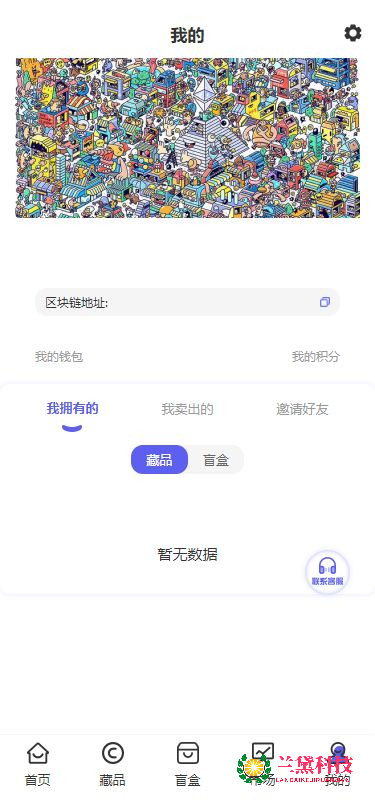 我的
区块链地址:
我的钱包 我的积分
我拥有的 我卖出的 邀请好友
藏品 盲盒
暂无数据
联系客服
首页 藏品 盲盒 市场 我的
兰黛科技
LANDAIKEJI